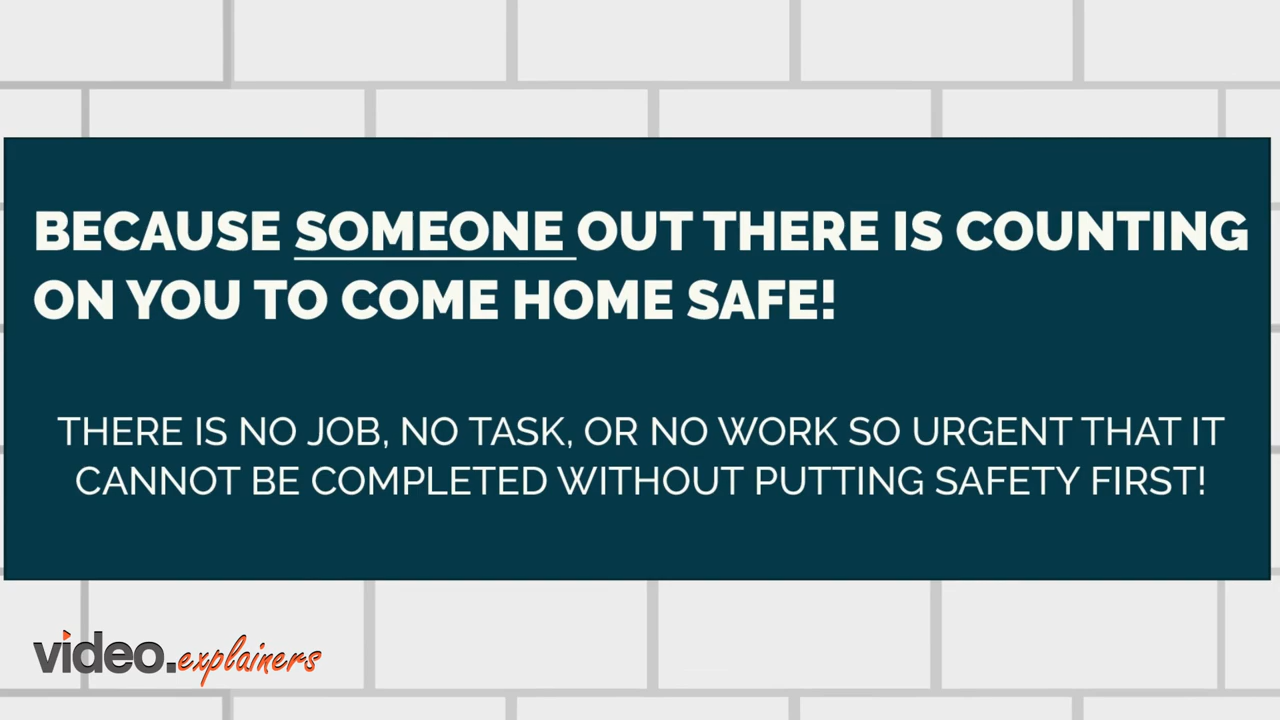 BECAUSE SOMEONE OUT THERE IS COUNTING
ON YOU TO COME HOME SAFE!
THERE IS NO JOB, NO TASK, OR NO WORK SO URGENT THAT IT
CANNOT BE COMPLETED WITHOUT PUTTING SAFETY FIRST!
video.explainers